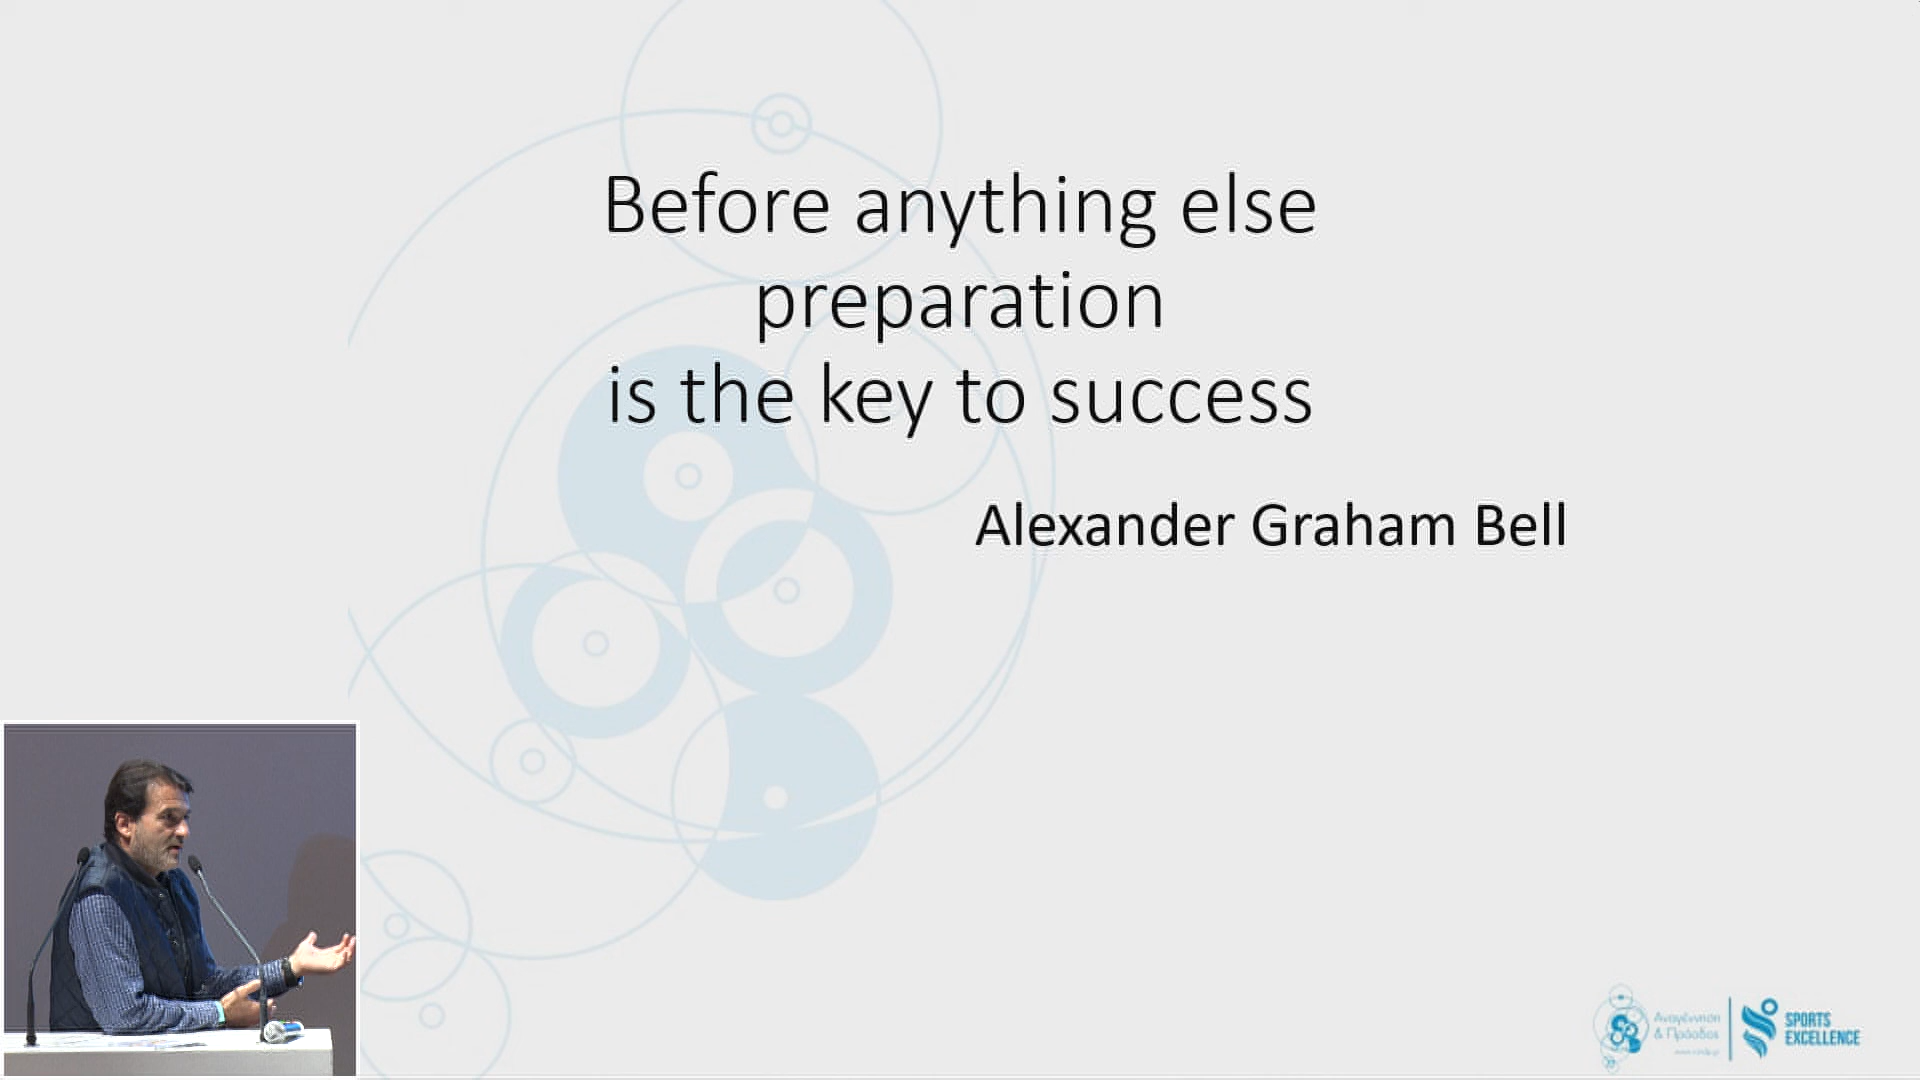 Before anything else
preparation
is the key to success
Alexander Graham Bell
Αναγέννηση
& Πρόοδος
SPORTS
EXCELLENCE